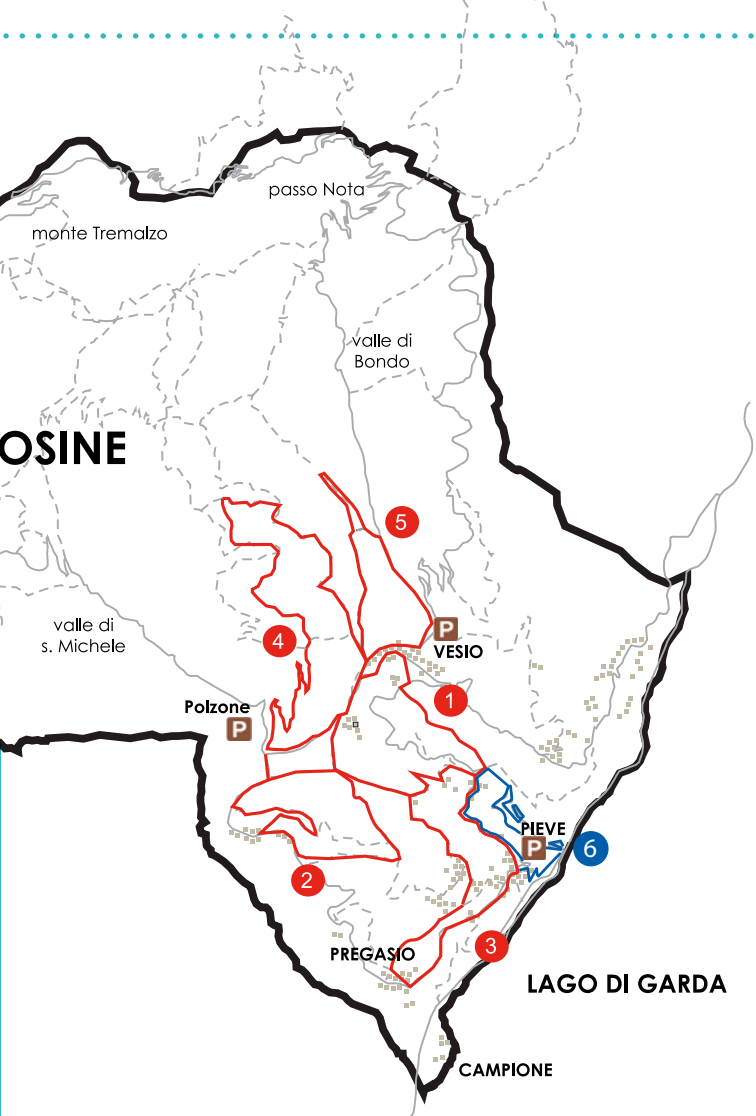 passo Nota
monte Tremalzo
valle di
Bondo
OSINE
5
valle di
s. Michele
4
P
VESIO
Polzone
P
1
PIEVE
P
6
2
3
PREGASIO
LAGO DI GARDA
CAMPIONE